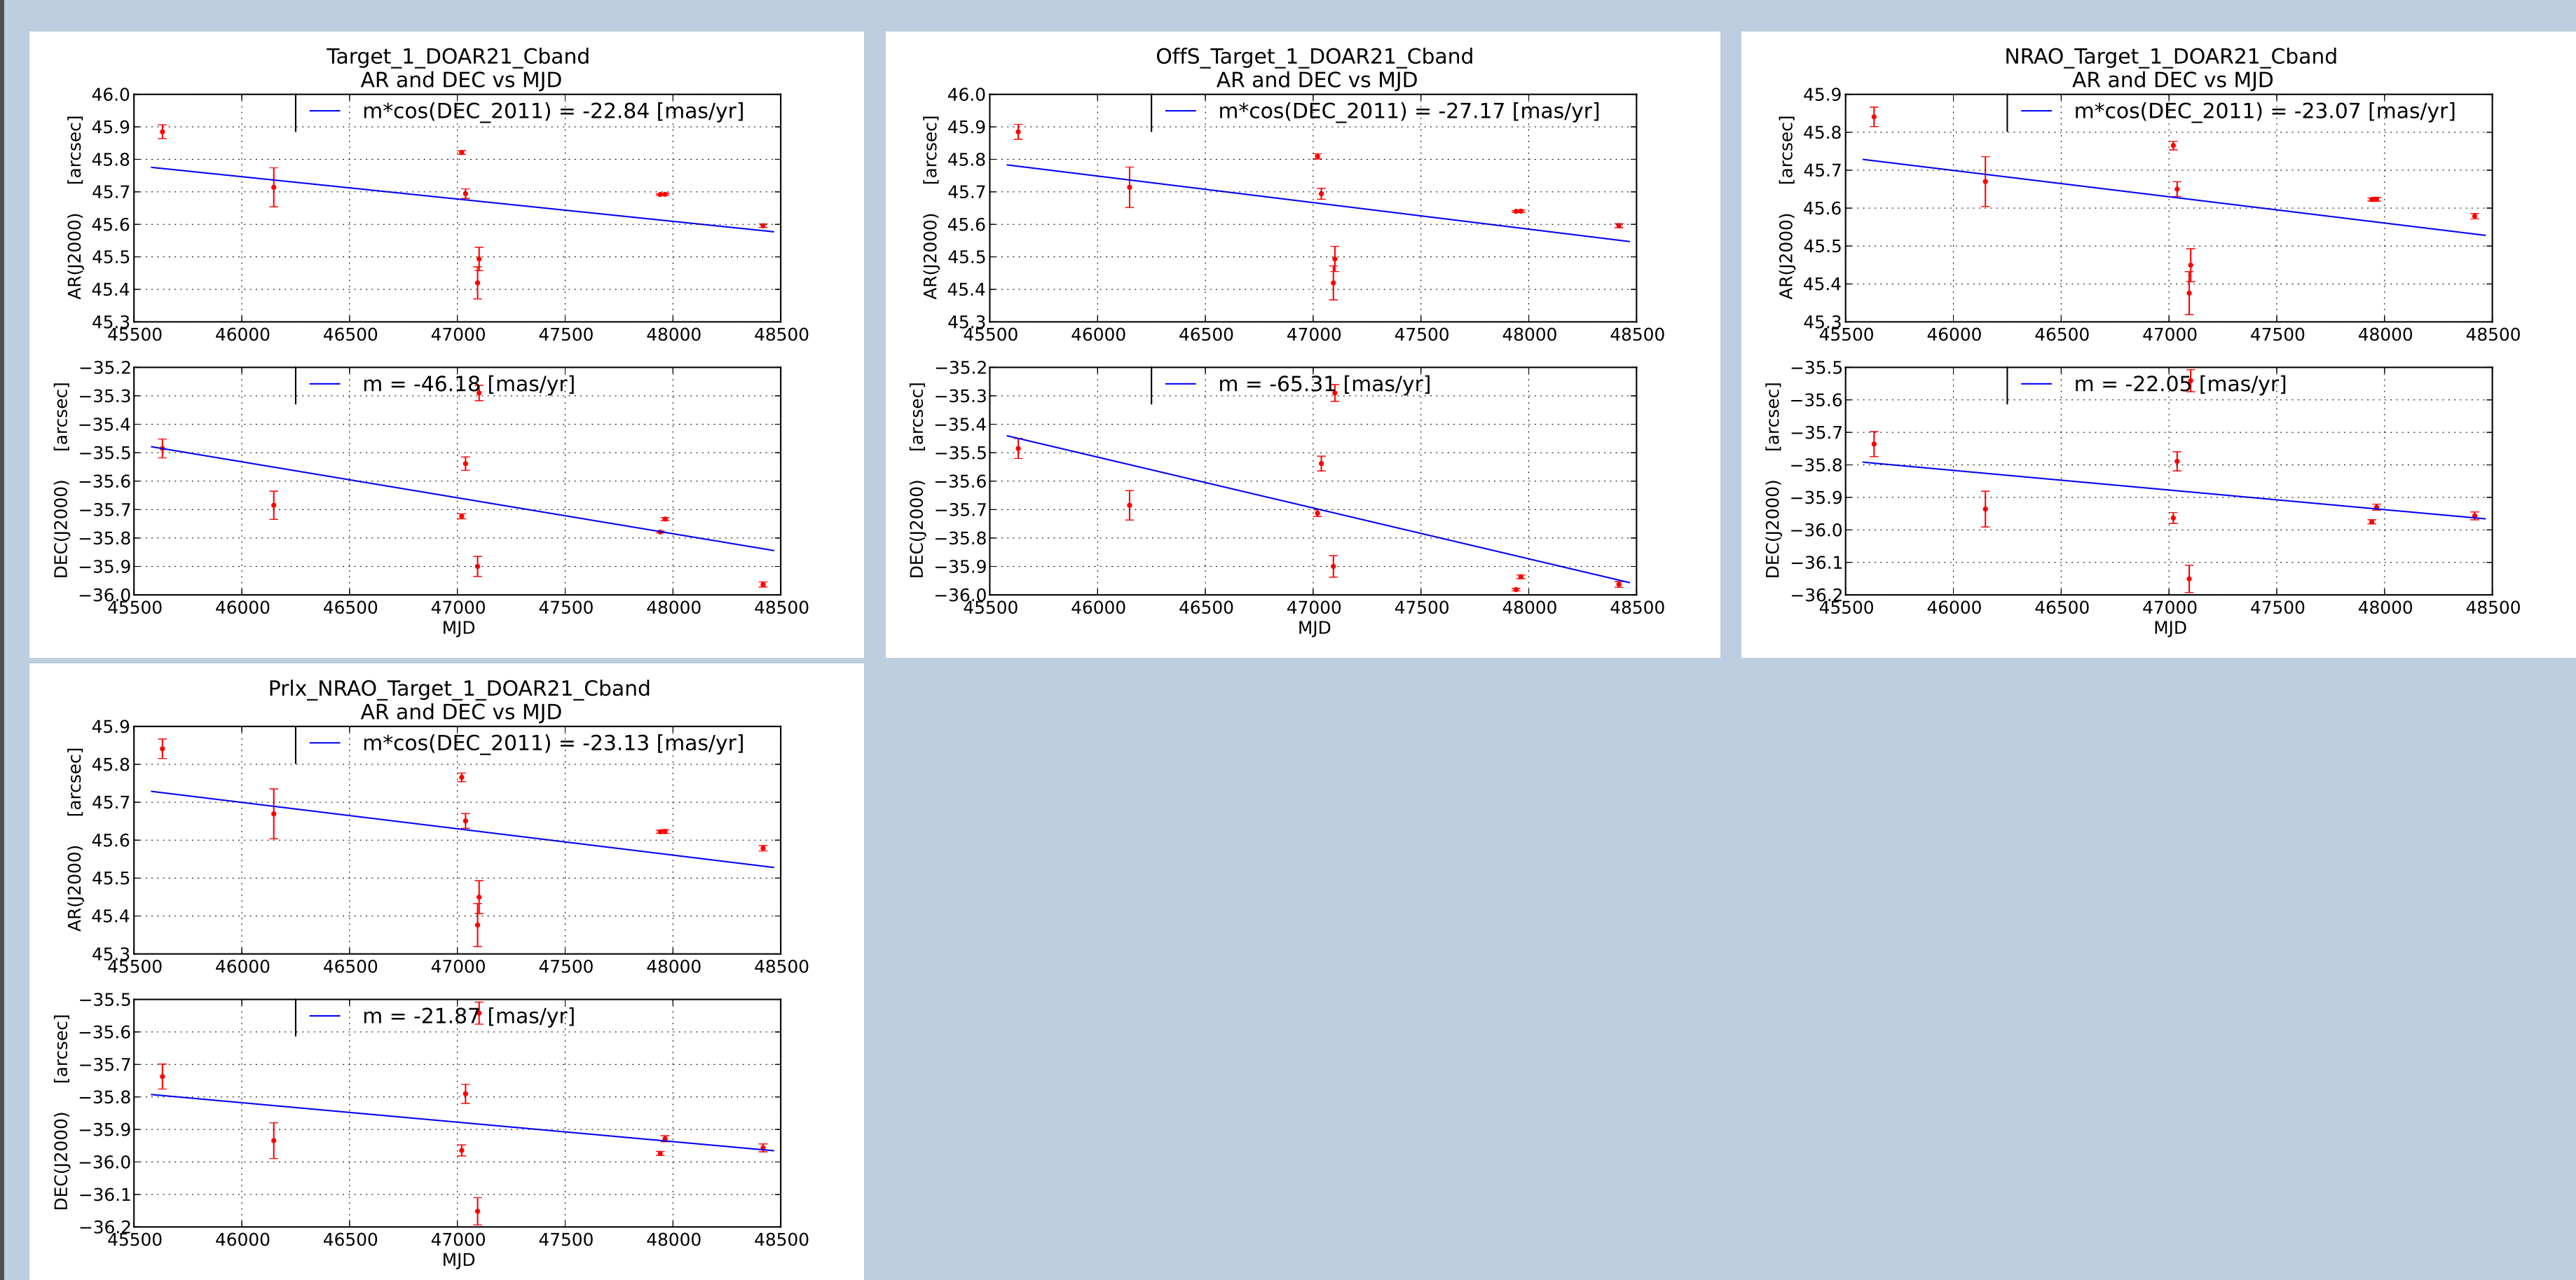 Target_1_DOAR21_Cband
AR and DEC vs MJD
m*cos(DEC_2011) = -22.84 [mas/yr]
AR(J2000) [arcsec]
46.0
45.9
45.8
45.7
45.6
45.5
45.4
45.3
45500 46000 46500 47000 47500 48000 48500
m = -46.18 [mas/yr]
DEC(J2000) [arcsec]
−35.2
−35.3
−35.4
−35.5
−35.6
−35.7
−35.8
−35.9
−36.0
45500 46000 46500 47000 47500 48000 48500
MJD
OffS_Target_1_DOAR21_Cband
AR and DEC vs MJD
m*cos(DEC_2011) = -27.17 [mas/yr]
AR(J2000) [arcsec]
46.0
45.9
45.8
45.7
45.6
45.5
45.4
45.3
45500 46000 46500 47000 47500 48000 48500
m = -65.31 [mas/yr]
DEC(J2000) [arcsec]
−35.2
−35.3
−35.4
−35.5
−35.6
−35.7
−35.8
−35.9
−36.0
45500 46000 46500 47000 47500 48000 48500
MJD
NRAO_Target_1_DOAR21_Cband
AR and DEC vs MJD
m*cos(DEC_2011) = -23.07 [mas/yr]
AR(J2000) [arcsec]
45.9
45.8
45.7
45.6
45.5
45.4
45.3
45500 46000 46500 47000 47500 48000 48500
m = -22.05 [mas/yr]
DEC(J2000) [arcsec]
−35.5
−35.6
−35.7
−35.8
−35.9
−36.0
−36.1
−36.2
45500 46000 46500 47000 47500 48000 48500
MJD
Prlx_NRAO_Target_1_DOAR21_Cband
AR and DEC vs MJD
m*cos(DEC_2011) = -23.13 [mas/yr]
AR(J2000) [arcsec]
45.9
45.8
45.7
45.6
45.5
45.4
45.3
45500 46000 46500 47000 47500 48000 48500
m = -21.87 [mas/yr]
DEC(J2000) [arcsec]
−35.5
−35.6
−35.7
−35.8
−35.9
−36.0
−36.1
−36.2
45500 46000 46500 47000 47500 48000 48500
MJD